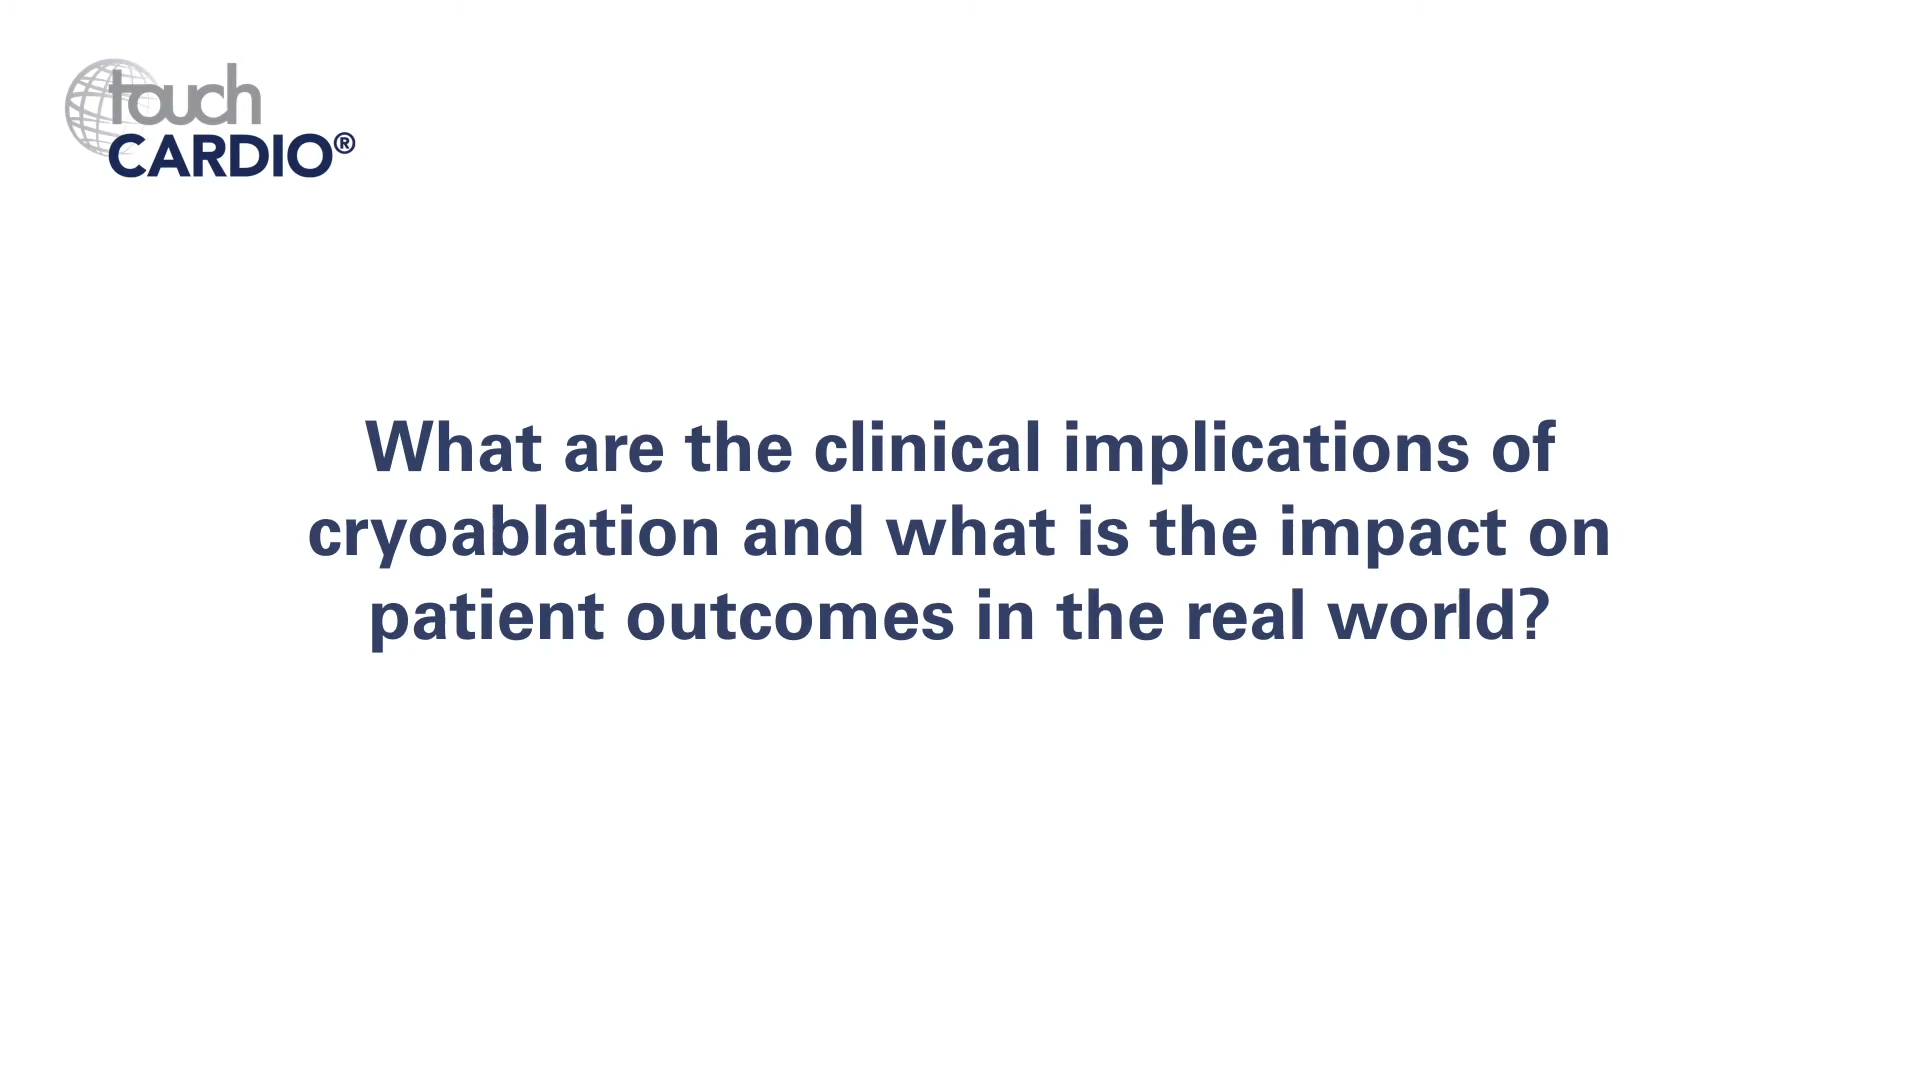 touch
CARDIO®
What are the clinical implications of
cryoablation and what is the impact on
patient outcomes in the real world?